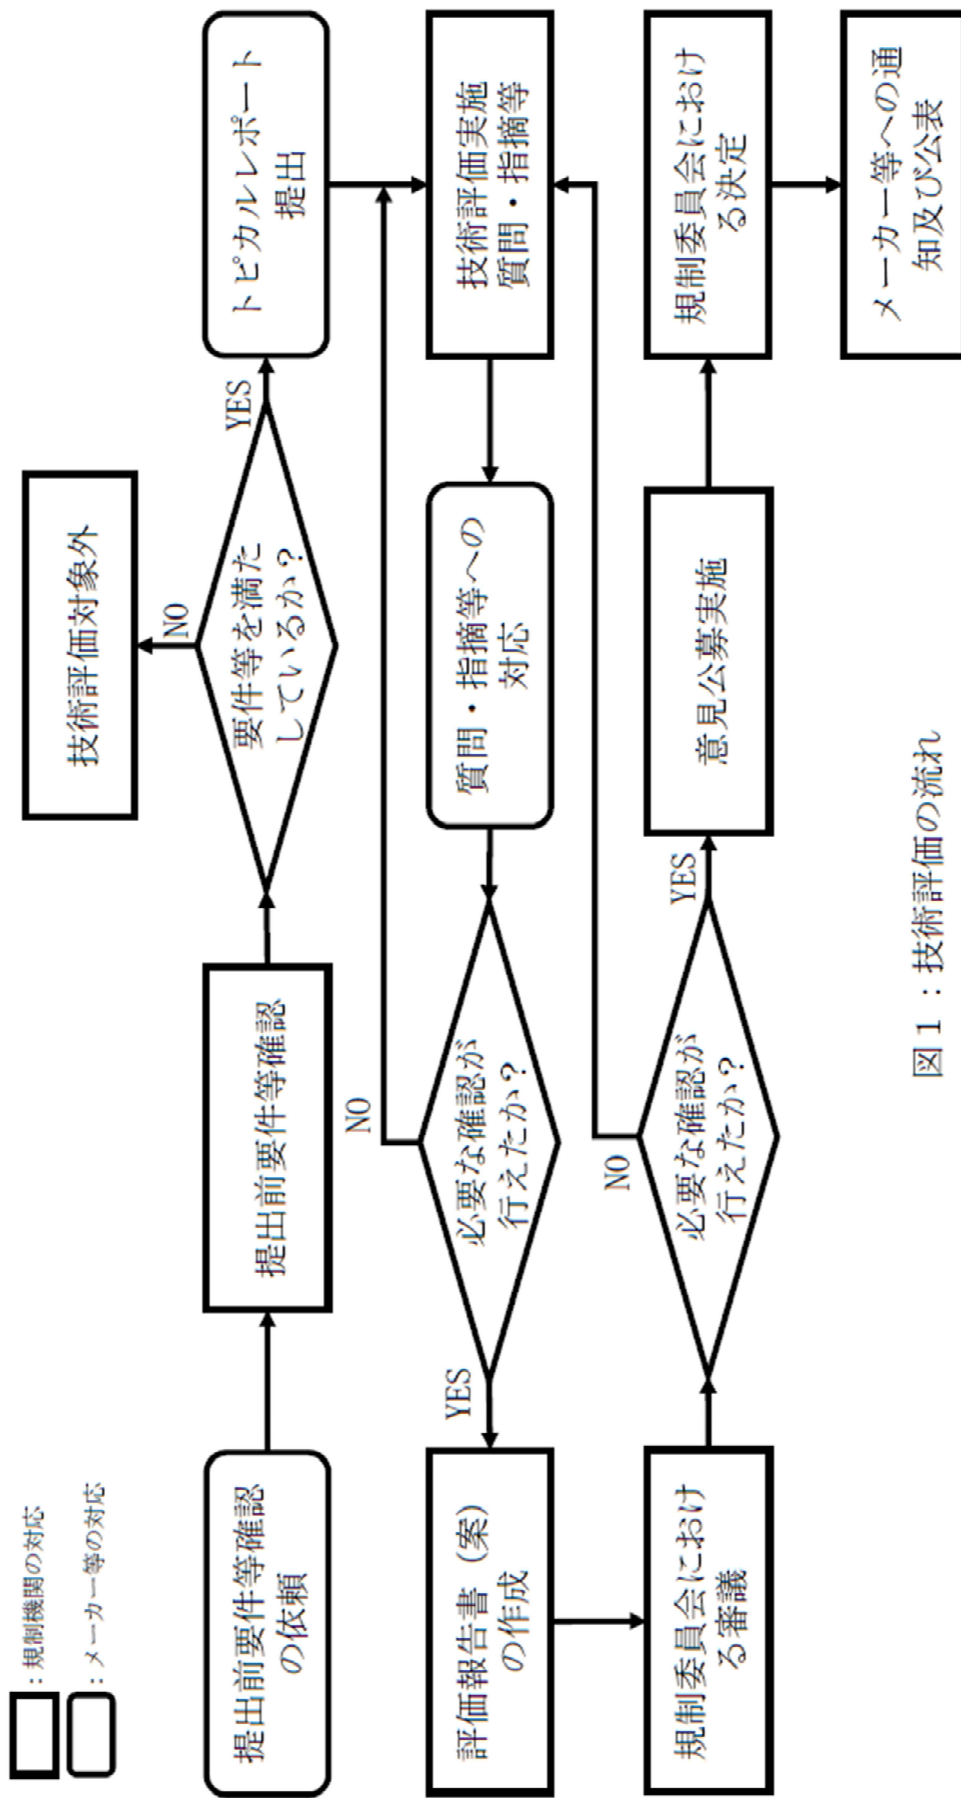 ：規制機関の対応
：メーカー等の対応
提出前要件等確認
の依頼
提出前要件等確認
要件等を満た
しているか？
NO
技術評価対象外
YES
トピカルレポート
提出
技術評価実施
質問・指摘等
質問・指摘等への
対応
必要な確認が
行えたか？
NO
YES
評価報告書（案）
の作成
規制委員会におけ
る審議
必要な確認が
行えたか？
NO
YES
意見公募実施
規制委員会におけ
る決定
メーカー等への通
知及び公表
図１：技術評価の流れ